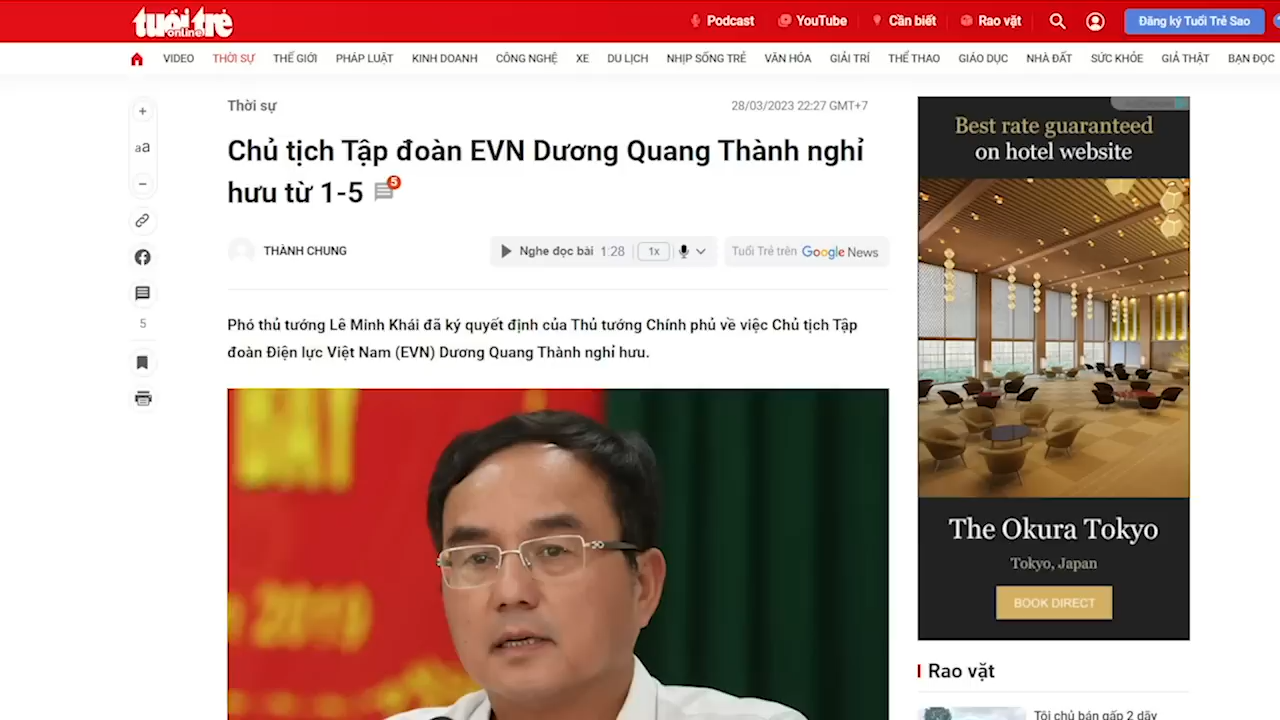 tuổi trẻ
online
Podcast
YouTube
Cần biết
Rao vặt
Đăng ký Tuổi Trẻ Sao
VIDEO
THỜI SỰ
THẾ GIỚI
PHÁP LUẬT
KINH DOANH
CÔNG NGHỆ
XE
DU LỊCH
NHỊP SỐNG TRẺ
VĂN HÓA
GIẢI TRÍ
THỂ THAO
GIÁO DỤC
NHÀ ĐẤT
SỨC KHỎE
GIẢ THẬT
BẠN ĐỌC
+
aa
−
5
Thời sự
28/03/2023 22:27 GMT+7
Chủ tịch Tập đoàn EVN Dương Quang Thành nghỉ
hưu từ 1-5
5
THÀNH CHUNG
Nghe đọc bài 1:28
1x
Tuổi Trẻ trên Google News
Phó thủ tướng Lê Minh Khái đã ký quyết định của Thủ tướng Chính phủ về việc Chủ tịch Tập
đoàn Điện lực Việt Nam (EVN) Dương Quang Thành nghỉ hưu.
Best rate guaranteed
on hotel website
The Okura Tokyo
Tokyo, Japan
BOOK DIRECT
Rao vặt
Tôi chủ bán gấp 2 dãy